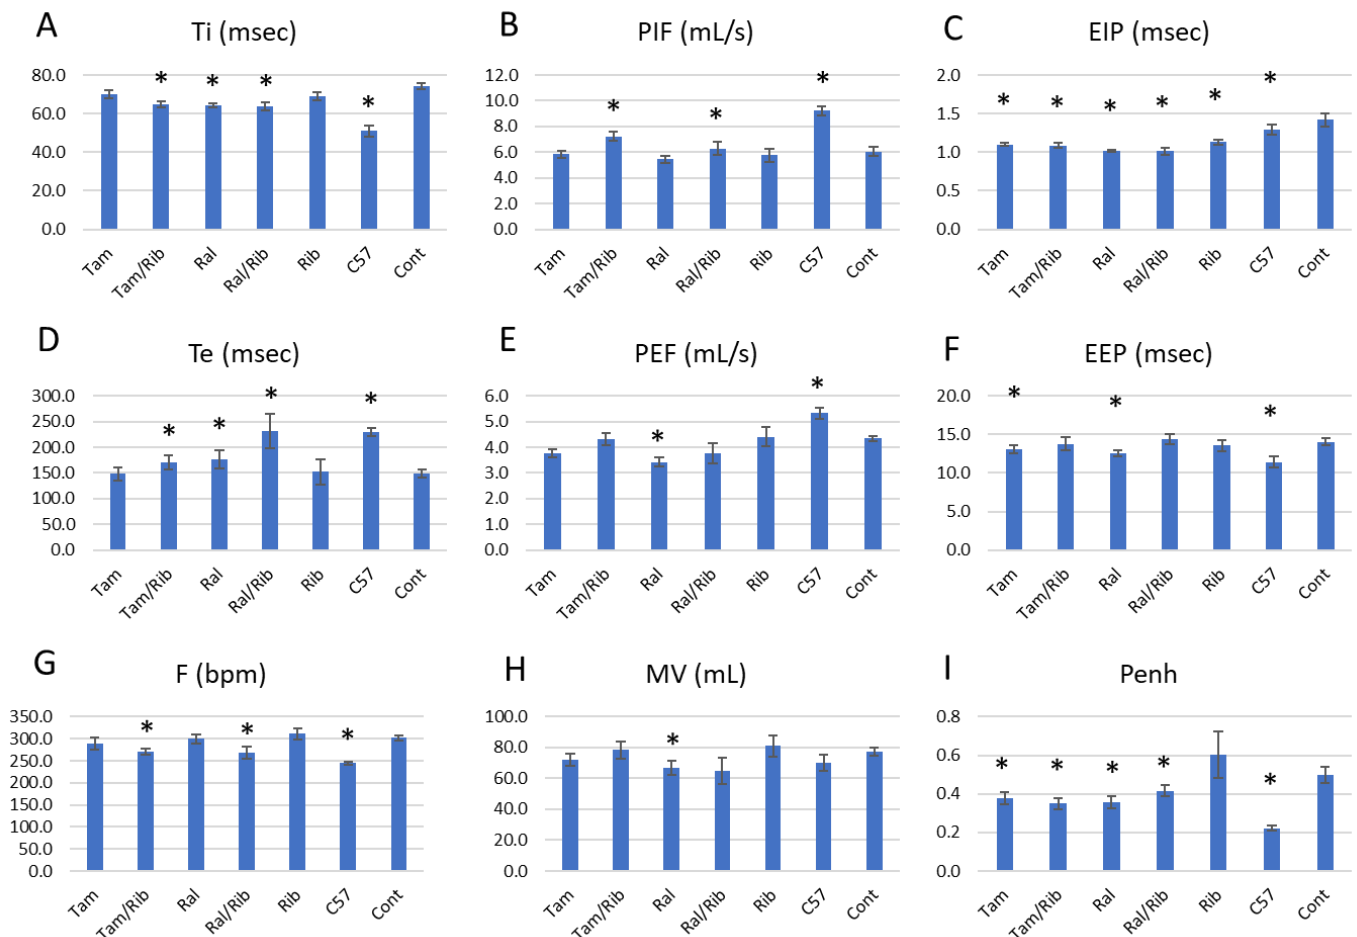 A
Ti (msec)
80.0
60.0
40.0
20.0
0.0
*
*
*
*
Tam
Tam/Rib
Ral
Ral/Rib
Rib
C57
Cont
B
PIF (mL/s)
12.0
10.0
8.0
6.0
4.0
2.0
0.0
*
*
*
Tam
Tam/Rib
Ral
Ral/Rib
Rib
C57
Cont
C
EIP (msec)
2.0
1.5
1.0
0.5
0.0
*
*
*
*
*
*
Tam
Tam/Rib
Ral
Ral/Rib
Rib
C57
Cont
D
Te (msec)
300.0
250.0
200.0
150.0
100.0
50.0
0.0
*
*
*
*
Tam
Tam/Rib
Ral
Ral/Rib
Rib
C57
Cont
E
PEF (mL/s)
6.0
5.0
4.0
3.0
2.0
1.0
0.0
*
*
Tam
Tam/Rib
Ral
Ral/Rib
Rib
C57
Cont
F
EEP (msec)
20.0
15.0
10.0
5.0
0.0
*
*
*
Tam
Tam/Rib
Ral
Ral/Rib
Rib
C57
Cont
G
F (bpm)
350.0
300.0
250.0
200.0
150.0
100.0
50.0
0.0
*
*
*
Tam
Tam/Rib
Ral
Ral/Rib
Rib
C57
Cont
H
MV (mL)
100.0
80.0
60.0
40.0
20.0
0.0
*
Tam
Tam/Rib
Ral
Ral/Rib
Rib
C57
Cont
I
Penh
0.8
0.6
0.4
0.2
0.0
*
*
*
*
*
Tam
Tam/Rib
Ral
Ral/Rib
Rib
C57
Cont